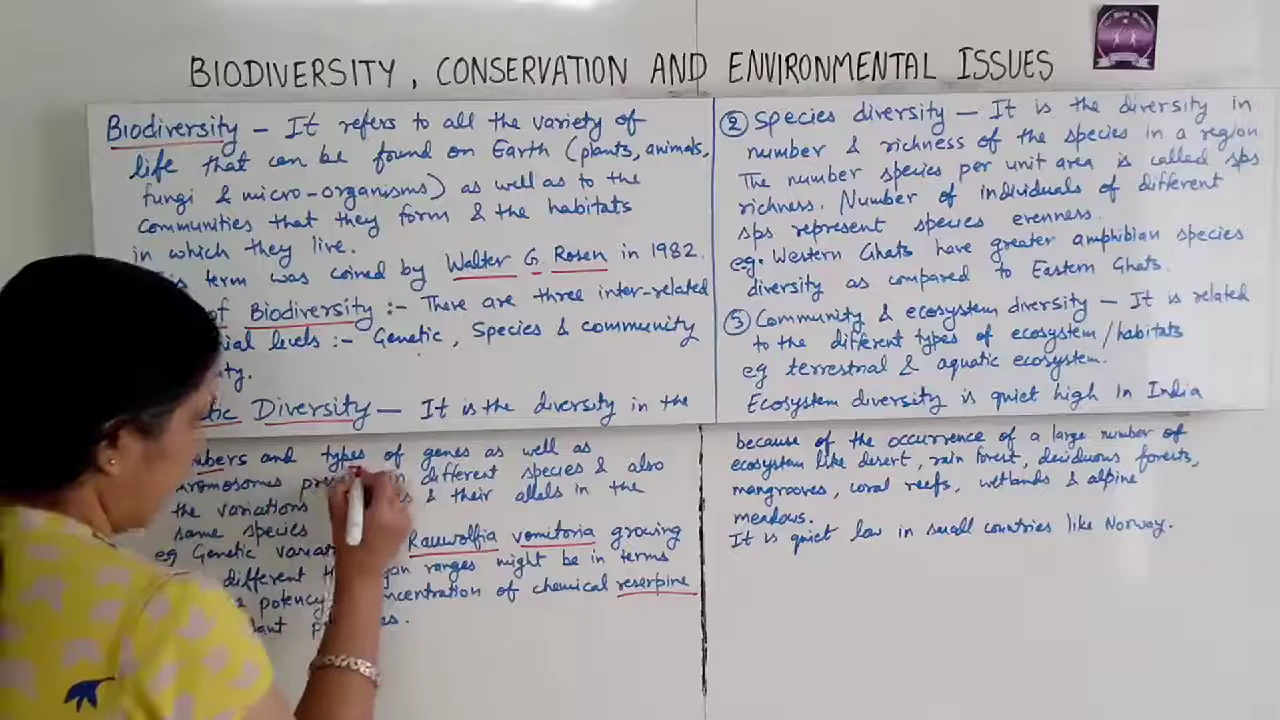 BIODIVERSITY, CONSERVATION AND ENVIRONMENTAL ISSUES
Biodiversity – It refers to all the variety of
life that can be found on Earth (plants, animals,
fungi & micro-organisms) as well as to the
communities that they form & the habitats
in which they live.
term was coined by Walter G. Rosen in 1982.
of Biodiversity :- There are three inter-related
levels :- Genetic, Species & community
Diversity – It is the diversity in the
and types of genes as well as
in different species & also
the variations & their allels in the
same species
eg Genetic Rauwolfia vomitoria growing
different ranges might be in terms
potency of chemical reserpine
② Species diversity – It is the diversity in
number & richness of the species in a region
The number species per unit area is called sps
richness. Number of individuals of different
sps represent species evenness.
eg. Western Ghats have greater amphibian species
diversity as compared to Eastern Ghats.
③ Community & ecosystem diversity – It is related
to the different types of ecosystem/habitats
eg terrestrial & aquatic ecosystem.
Ecosystem diversity is quiet high in India
because of the occurrence of a large number of
ecosystem like desert, rain forest, deciduous forests,
mangrooves, coral reefs, wetlands & alpine
meadows.
It is quiet low in small countries like Norway.